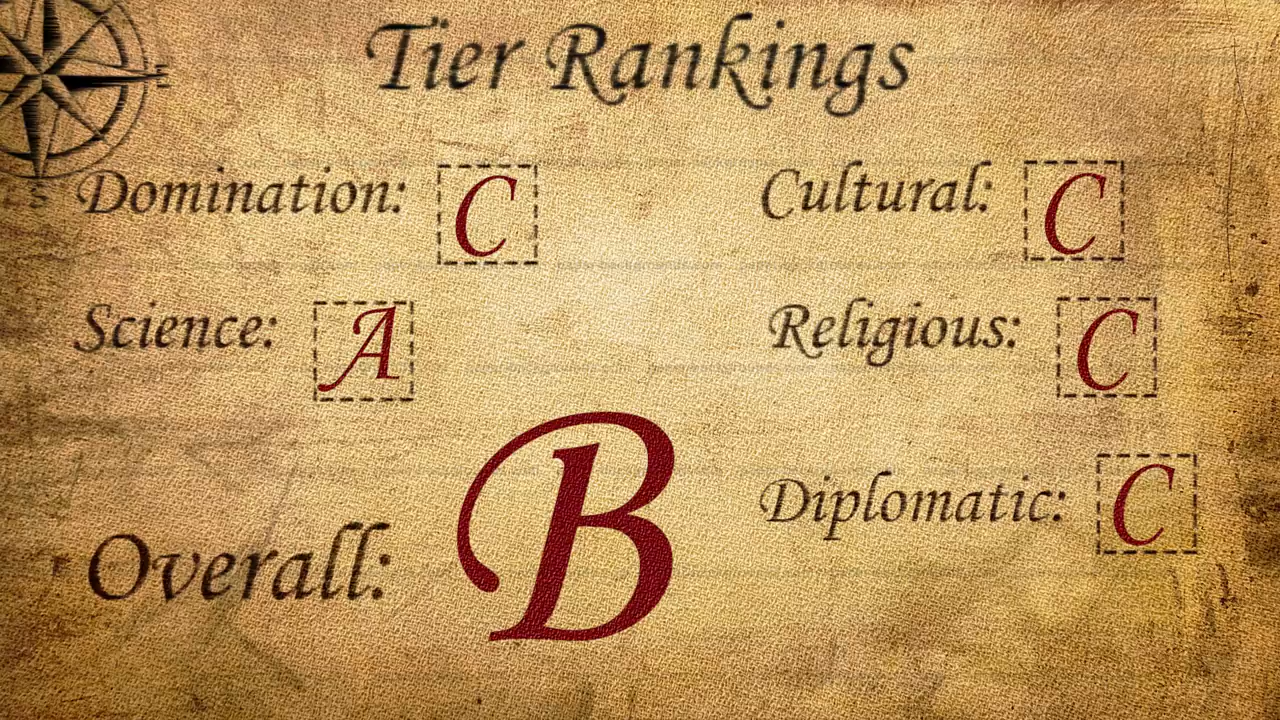 Tier Rankings
Domination: C
Cultural: C
Science: A
Religious: C
Diplomatic: C
Overall: B
E
S